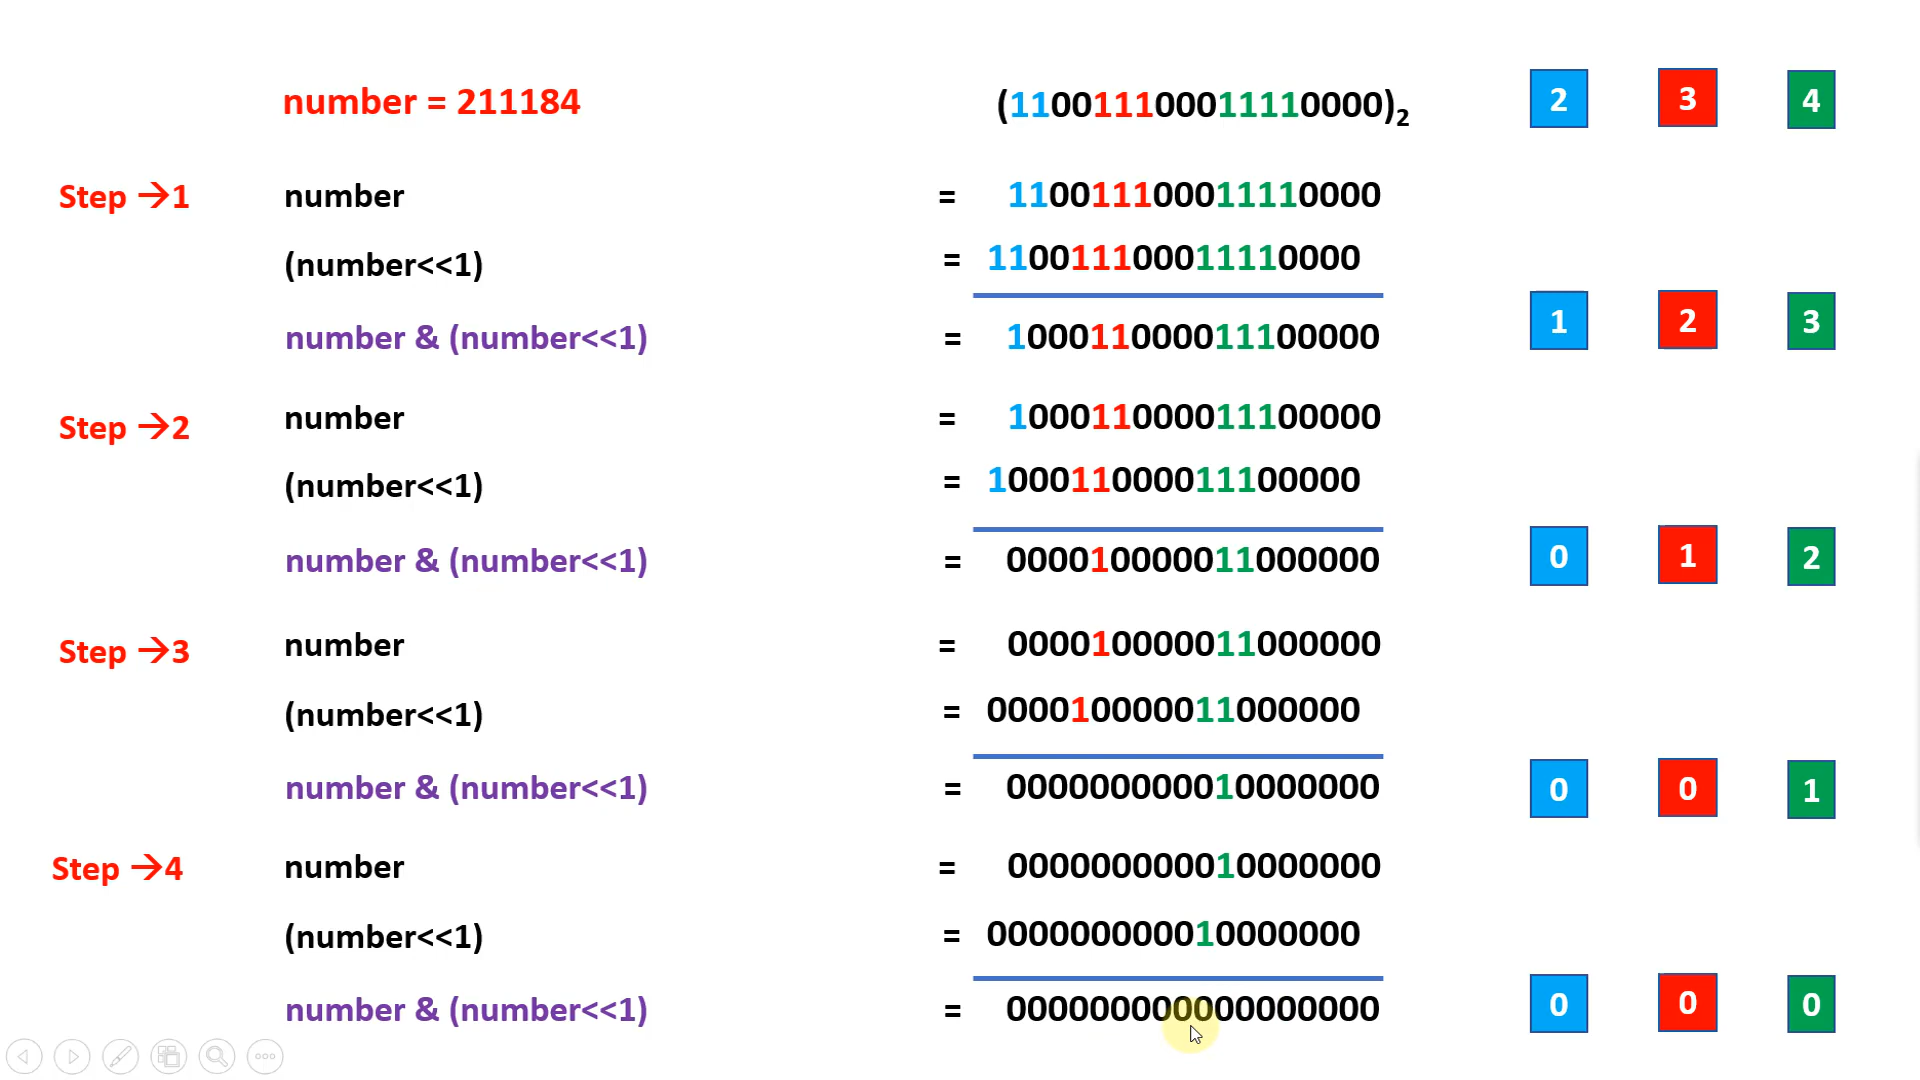 number = 211184 (110011100011110000)2 2 3 4
Step →1 number = 110011100011110000
(number<<1) = 110011100011110000
number & (number<<1) = 100011000011100000 1 2 3
Step →2 number = 100011000011100000
(number<<1) = 100011000011100000
number & (number<<1) = 000010000011000000 0 1 2
Step →3 number = 000010000011000000
(number<<1) = 000010000011000000
number & (number<<1) = 000000000010000000 0 0 1
Step →4 number = 000000000010000000
(number<<1) = 000000000010000000
number & (number<<1) = 000000000000000000 0 0 0